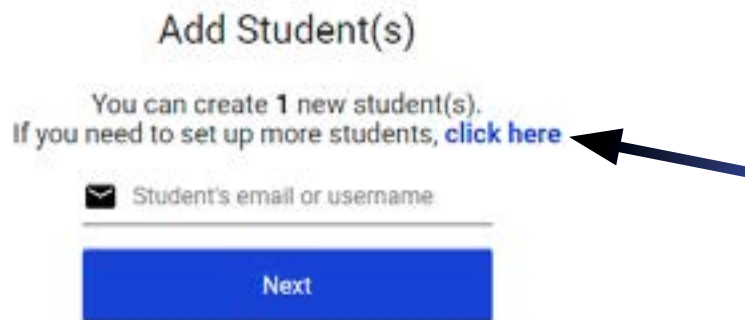 Add Student(s)
You can create 1 new student(s).
If you need to set up more students, click here
Student's email or username
Next